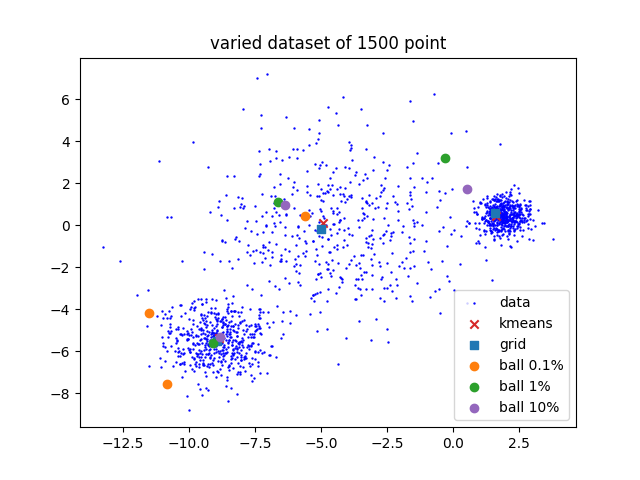 varied dataset of 1500 point
6
4
2
0
−2
−4
−6
−8
−12.5 −10.0 −7.5 −5.0 −2.5 0.0 2.5
data
kmeans
grid
ball 0.1%
ball 1%
ball 10%